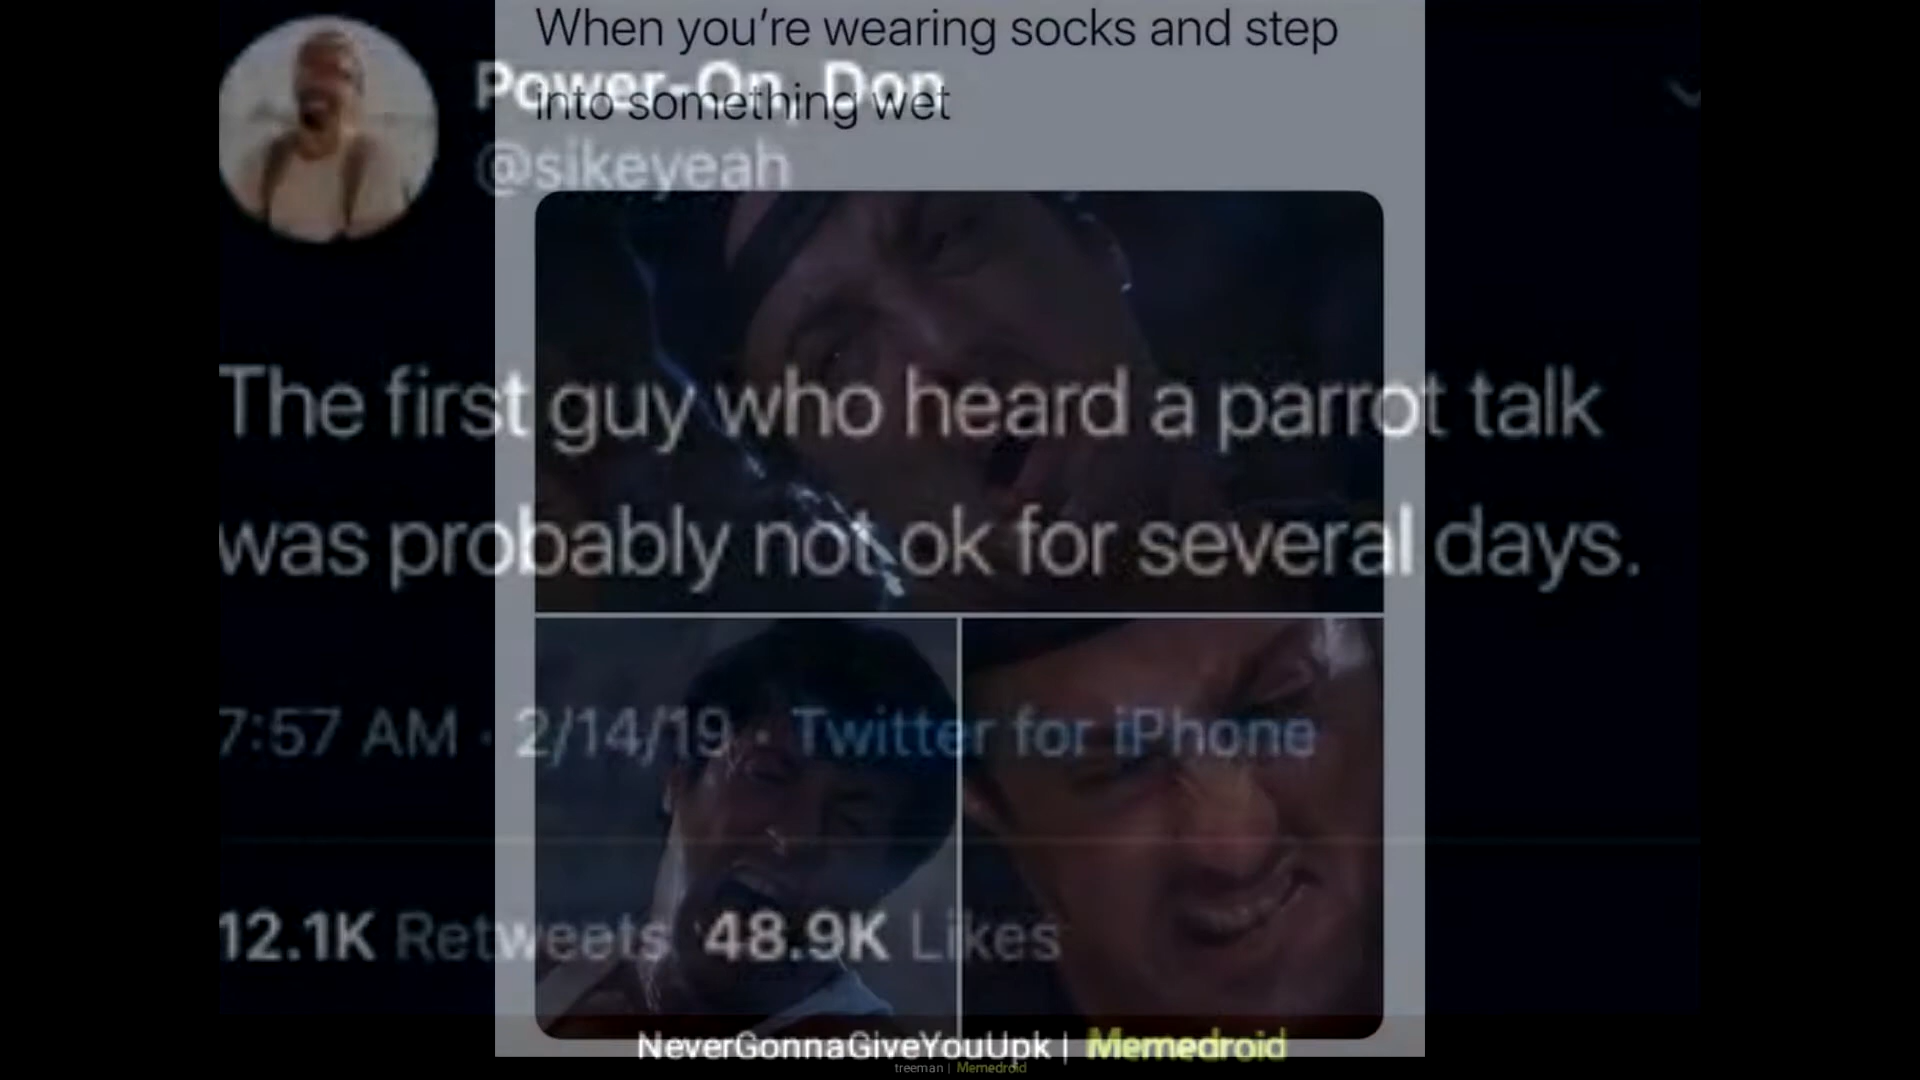 When you're wearing socks and step
into something wet
Power-On, Don
@sikeyeah
The first guy who heard a parrot talk
was probably not ok for several days.
7:57 AM · 2/14/19 · Twitter for iPhone
12.1K Retweets 48.9K Likes
NeverGonnaGiveYouUpk | Memedroid
treeman | Memedroid